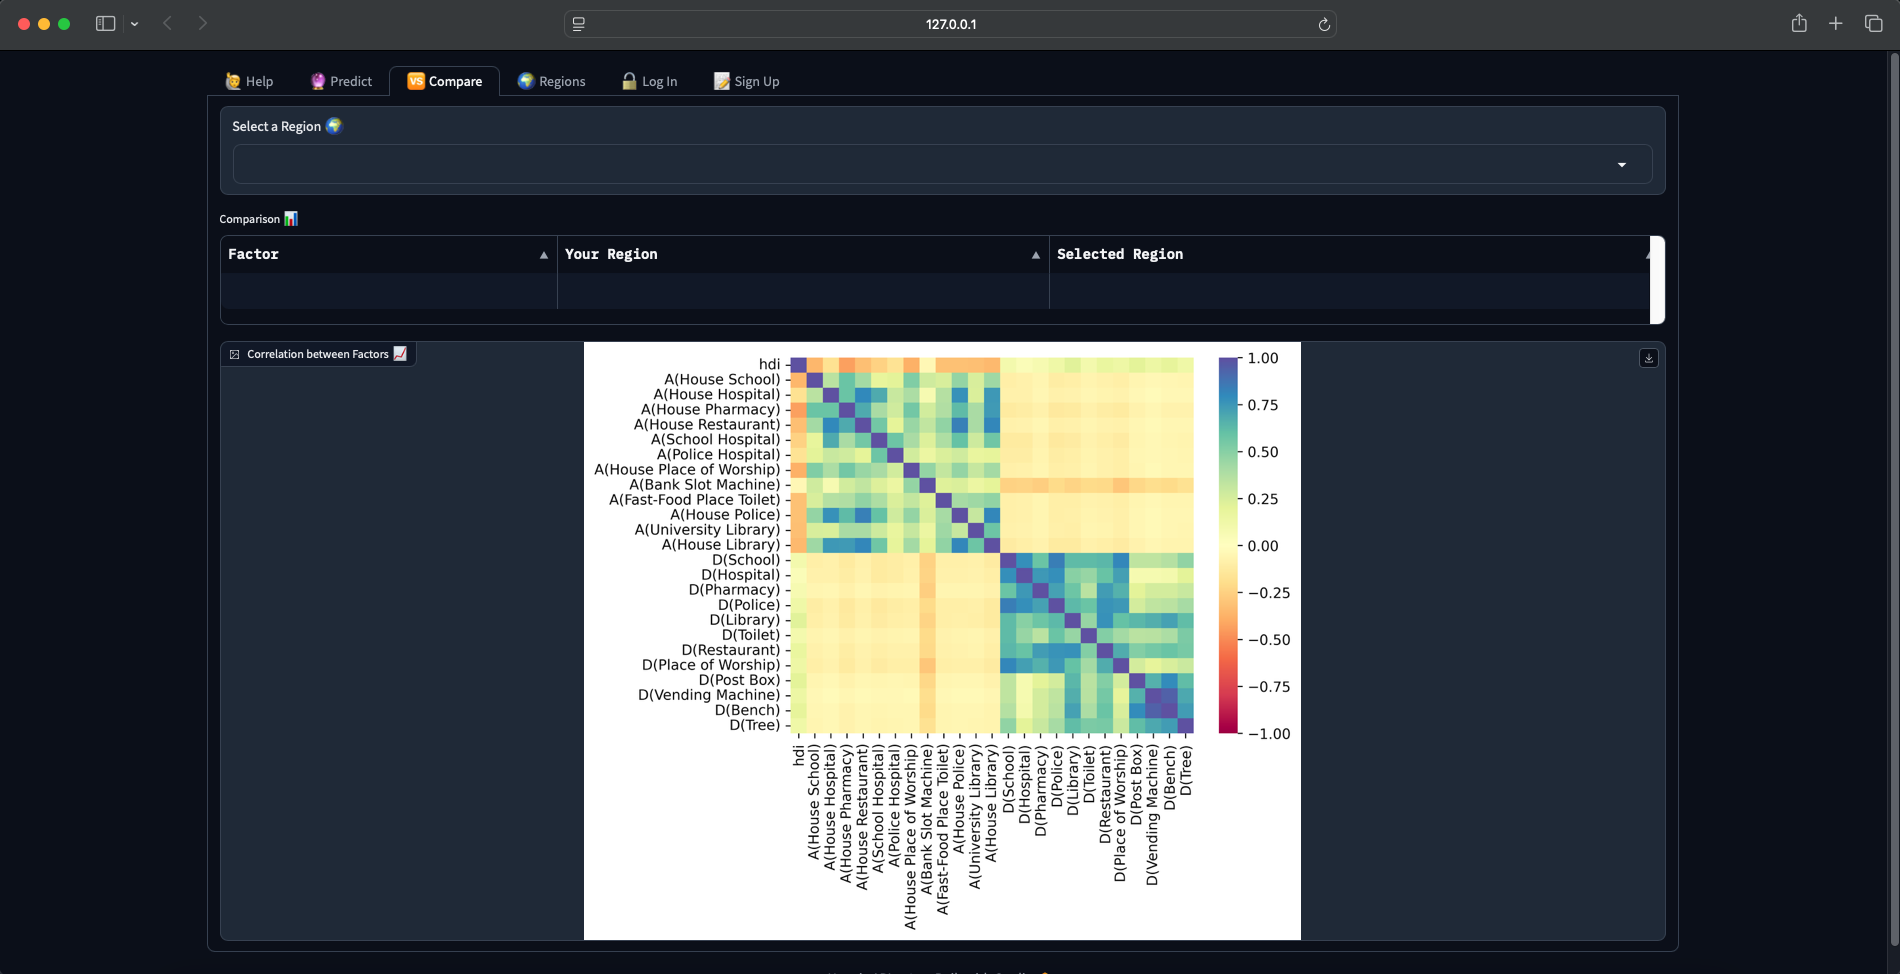 127.0.0.1
Help
Predict
VS Compare
Regions
Log In
Sign Up
Select a Region
Comparison
Factor
Your Region
Selected Region
Correlation between Factors
hdi
A(House School)
A(House Hospital)
A(House Pharmacy)
A(House Restaurant)
A(School Hospital)
A(Police Hospital)
A(House Place of Worship)
A(Bank Slot Machine)
A(Fast-Food Place Toilet)
A(House Police)
A(University Library)
A(House Library)
D(School)
D(Hospital)
D(Pharmacy)
D(Police)
D(Library)
D(Toilet)
D(Restaurant)
D(Place of Worship)
D(Post Box)
D(Vending Machine)
D(Bench)
D(Tree)
1.00
0.75
0.50
0.25
0.00
−0.25
−0.50
−0.75
−1.00
hdi
A(House School)
A(House Hospital)
A(House Pharmacy)
A(House Restaurant)
A(School Hospital)
A(Police Hospital)
A(House Place of Worship)
A(Bank Slot Machine)
A(Fast-Food Place Toilet)
A(House Police)
A(University Library)
A(House Library)
D(School)
D(Hospital)
D(Pharmacy)
D(Police)
D(Library)
D(Toilet)
D(Restaurant)
D(Place of Worship)
D(Post Box)
D(Vending Machine)
D(Bench)
D(Tree)